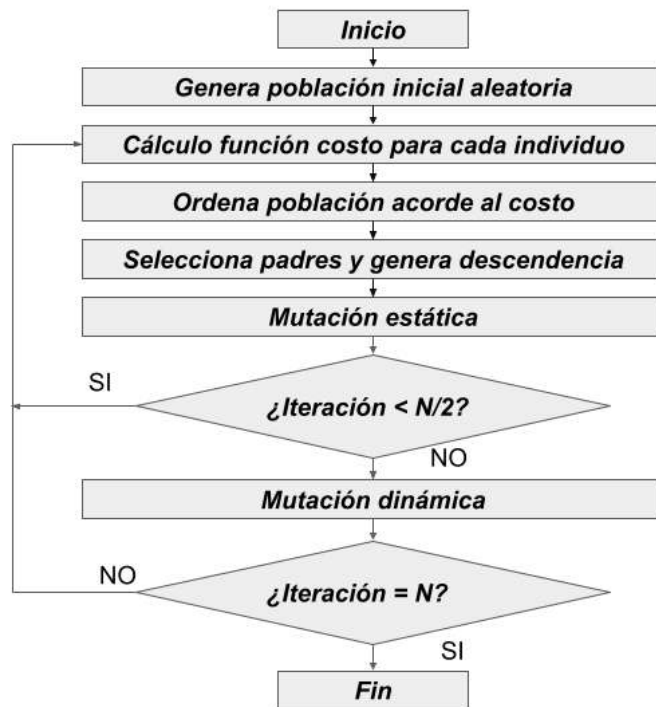 Inicio
Genera población inicial aleatoria
Cálculo función costo para cada individuo
Ordena población acorde al costo
Selecciona padres y genera descendencia
Mutación estática
SI
¿Iteración < N/2?
NO
Mutación dinámica
NO
¿Iteración = N?
SI
Fin